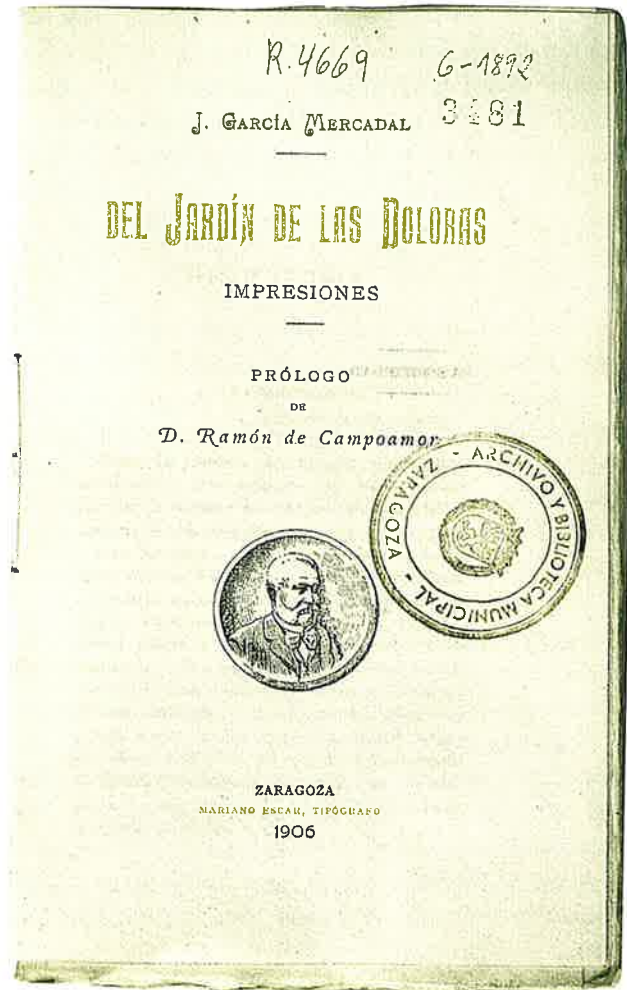 R.4669 G-1892
J. García Mercadal
3481
DEL JARDÍN DE LAS DOLORAS
IMPRESIONES
PRÓLOGO
DE
D. Ramón de Campoamor
ARCHIVO Y BIBLIOTECA MUNICIPAL - ZARAGOZA -
ZARAGOZA
MARIANO ESCAR, TIPÓGRAFO
1906